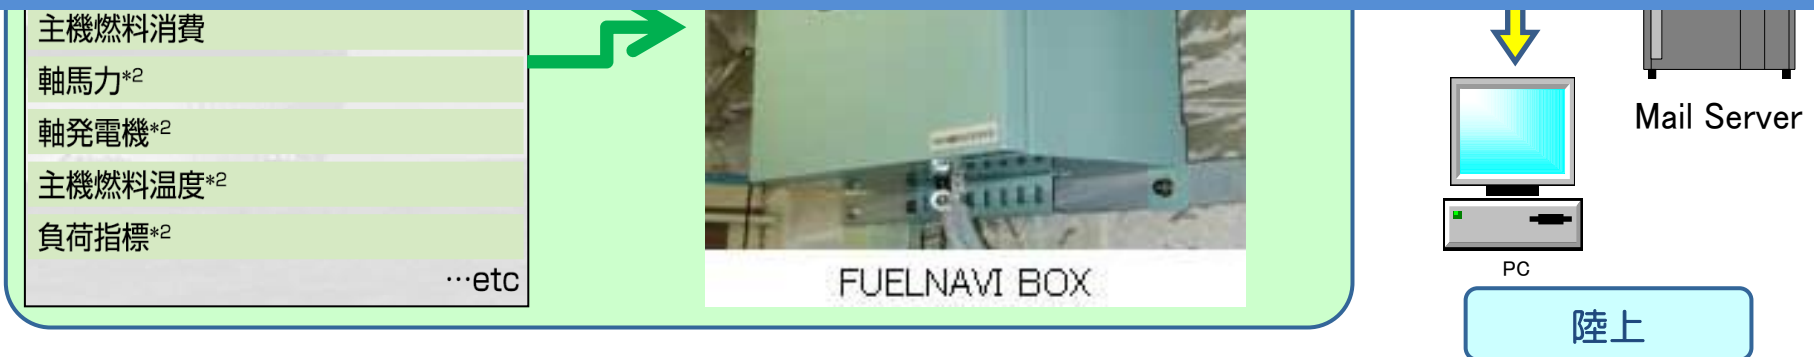 主機燃料消費
軸馬力*2
軸発電機*2
主機燃料温度*2
負荷指標*2
…etc
FUELNAVI BOX
Mail Server
PC
陸上